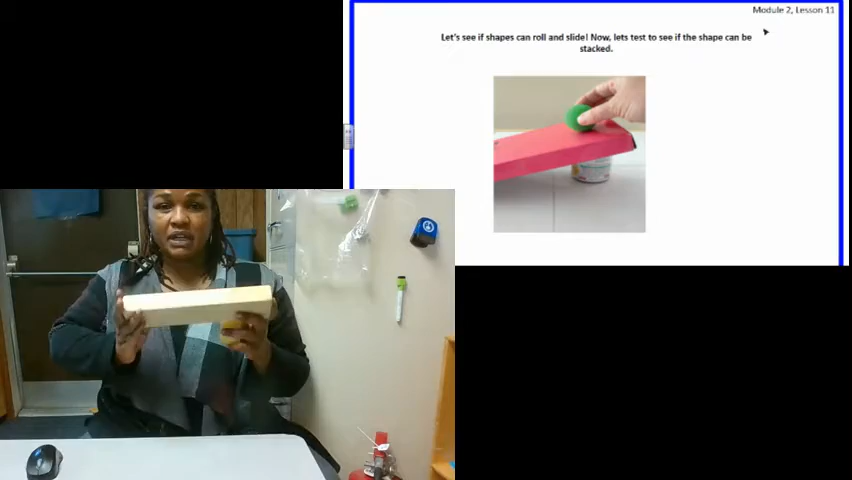 Module 2, Lesson 11
Let's see if shapes can roll and slide! Now, lets test to see if the shape can be
stacked.